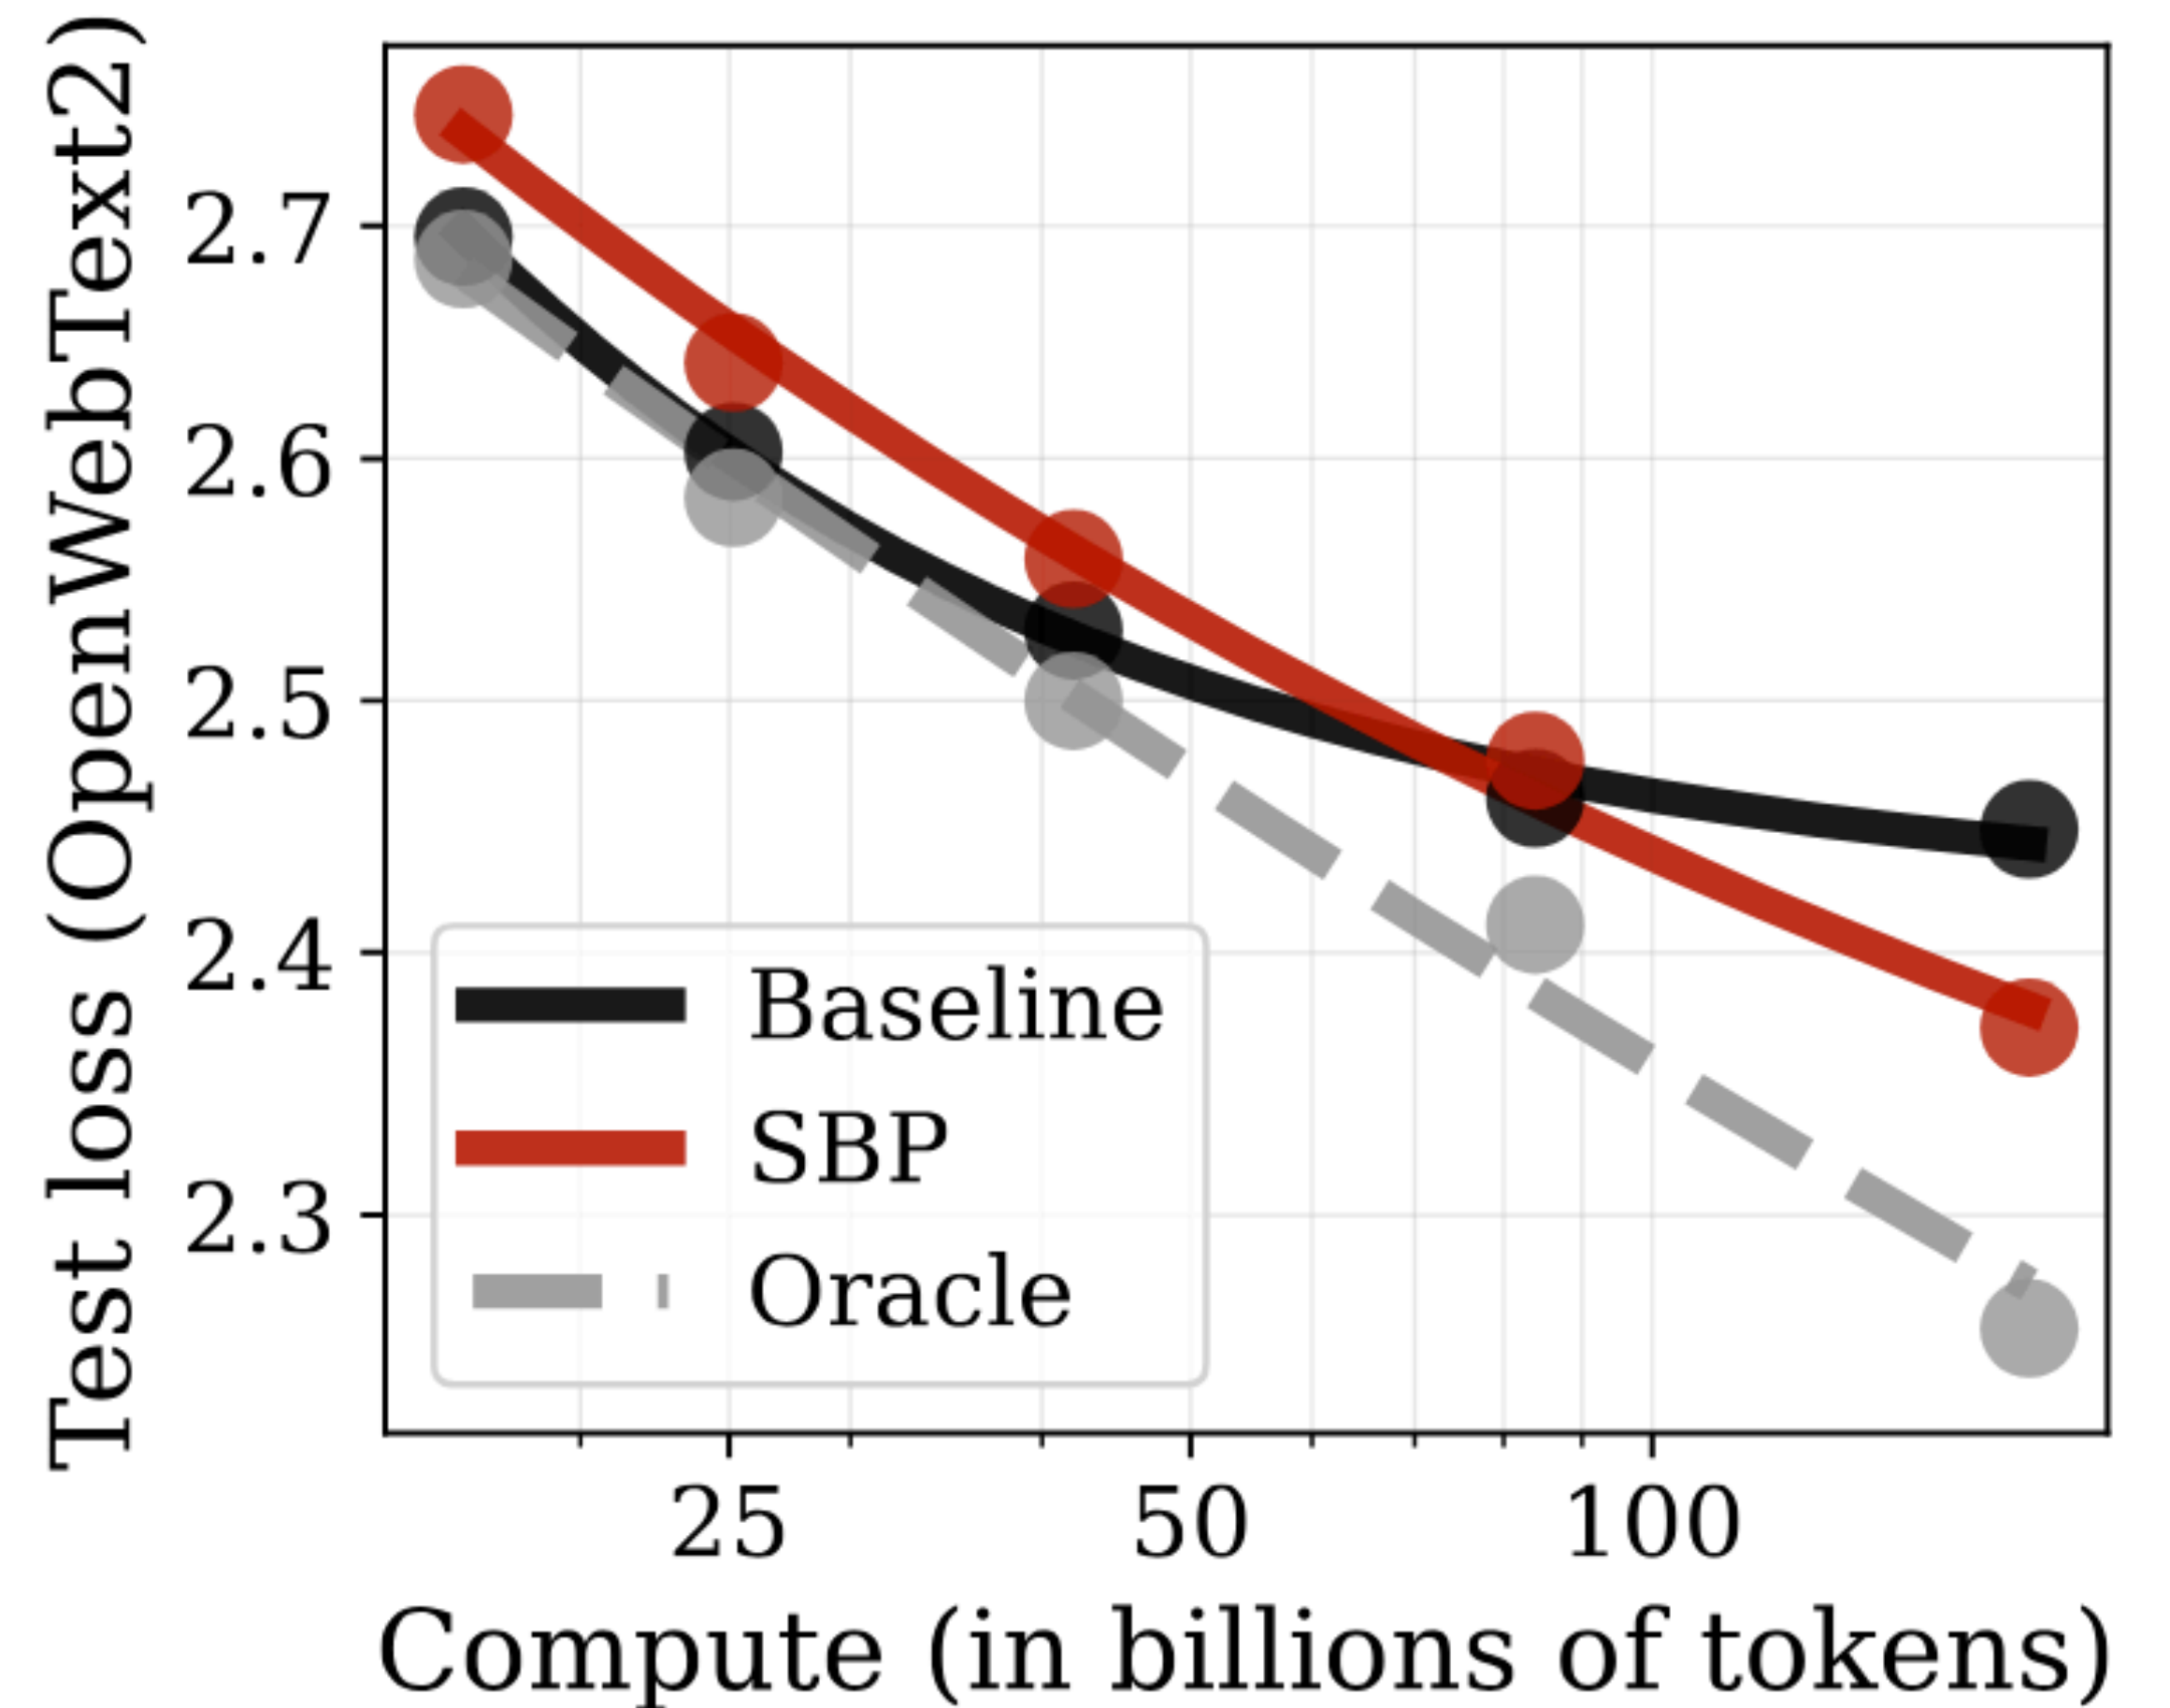 Test loss (OpenWebText2)
2.7
2.6
2.5
2.4
2.3
Baseline
SBP
Oracle
25 50 100
Compute (in billions of tokens)